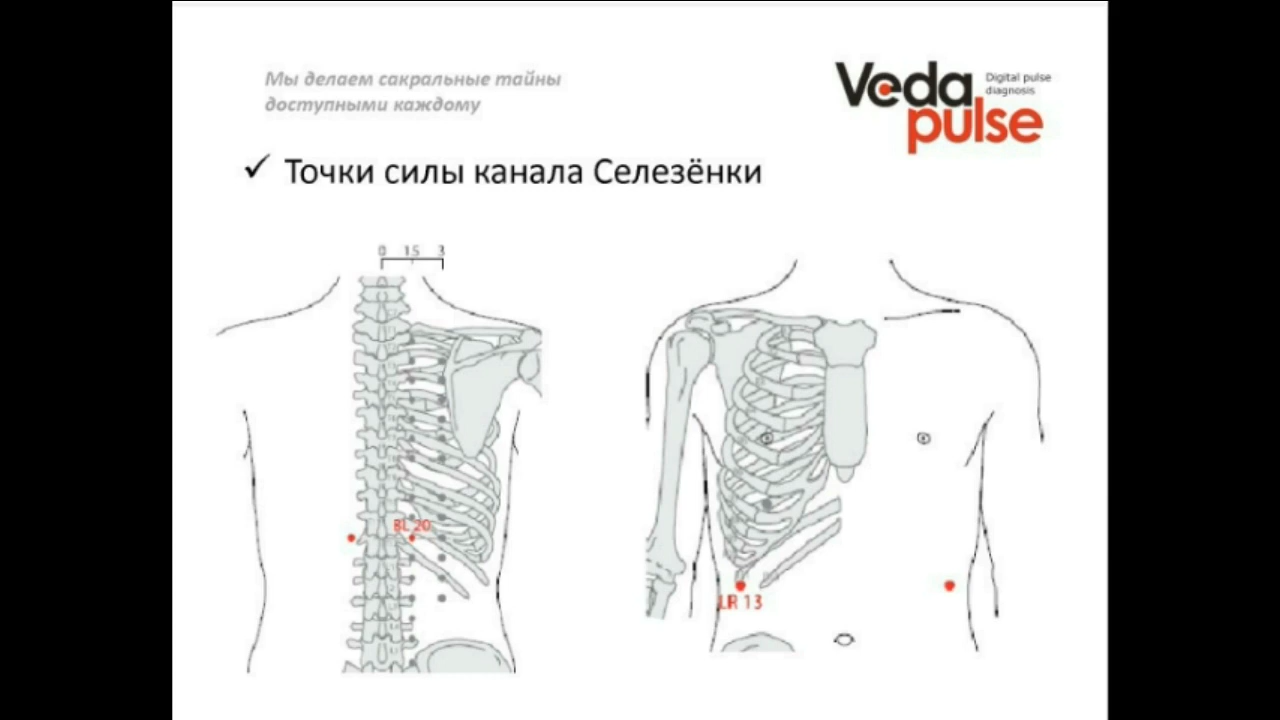 Мы делаем сакральные тайны
доступными каждому
Veda
pulse
Digital pulse
diagnosis
✓ Точки силы канала Селезёнки
0 1.5 3
BL 20
LR 13